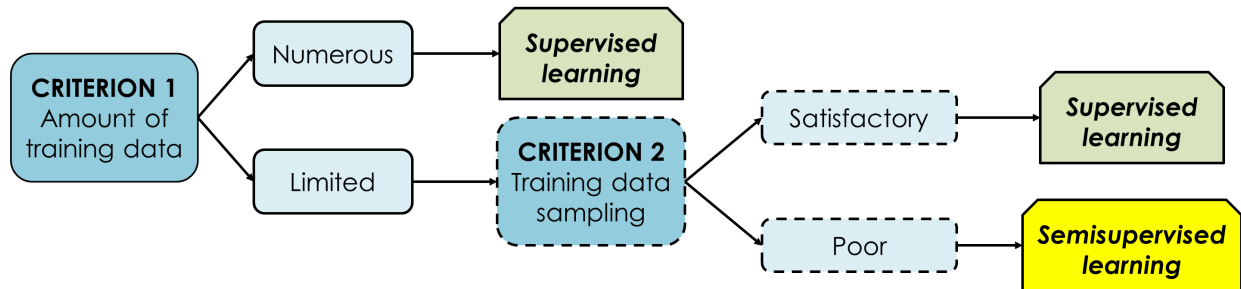 CRITERION 1
Amount of
training data
Numerous
Supervised
learning
Limited
CRITERION 2
Training data
sampling
Satisfactory
Supervised
learning
Poor
Semisupervised
learning